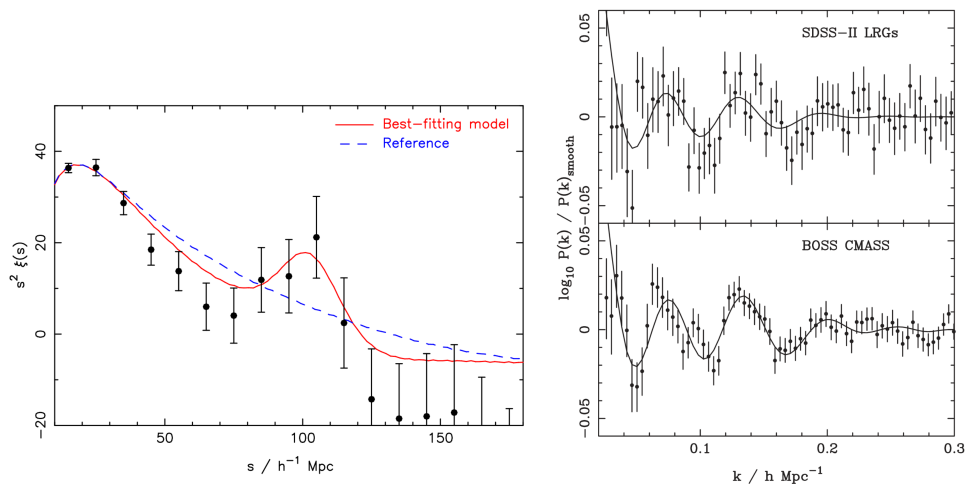 Best-fitting model
Reference
40
20
0
−20
s² ξ(s)
50
100
150
s / h⁻¹ Mpc
SDSS-II LRGs
0.05
0
−0.05
BOSS CMASS
0.05
0
−0.05
log₁₀ P(k) / P(k)smooth
0.1
0.2
0.3
k / h Mpc⁻¹